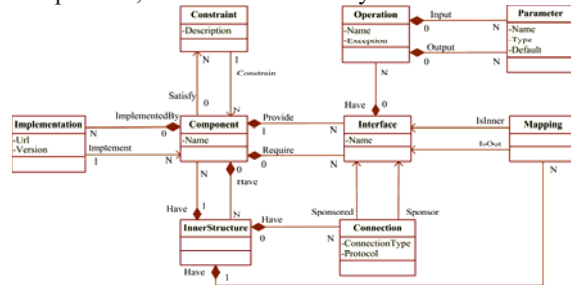 Constraint
-Description
Operation
-Name
-Exception
Input
0
N
Output
0
N
Parameter
-Name
-Type
-Default
N
1
Satisfy
Constrain
0
N
N
Have
0
Implementation
-Url
-Version
ImplementedBy
N
0
Implement
1
N
Component
-Name
Provide
1
N
Require
0
0
Interface
-Name
IsInner
IsOut
Mapping
N
0
Have
N
Have
1
N
Sponsored
Sponsor
InnerStructure
Have
0
N
Connection
-ConnectionType
-Protocol
Have
1
N